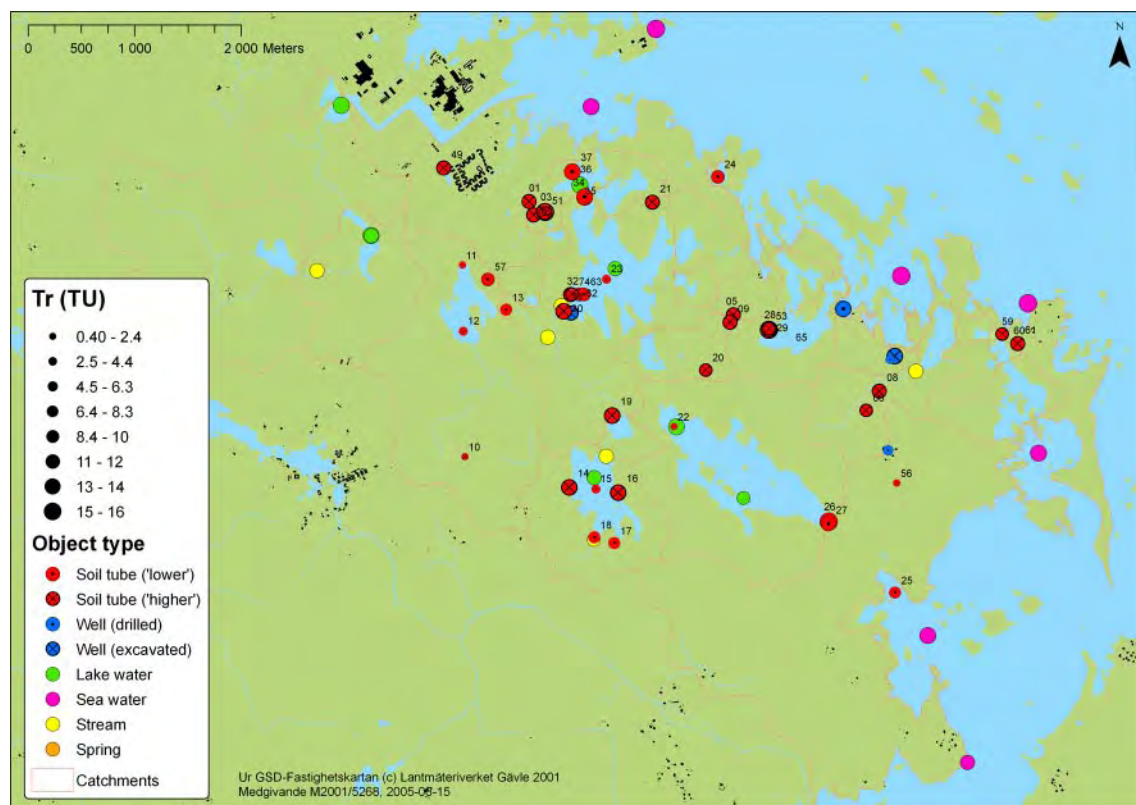 N
0 500 1 000 2 000 Meters
37
36
34
24
49
01
03
51
21
11
57
23
13
12
05
09
28
53
29
65
59
60
61
20
08
19
22
10
14
15
16
56
26
27
18
17
25
Tr (TU)
0.40 - 2.4
2.5 - 4.4
4.5 - 6.3
6.4 - 8.3
8.4 - 10
11 - 12
13 - 14
15 - 16
Object type
Soil tube ('lower')
Soil tube ('higher')
Well (drilled)
Well (excavated)
Lake water
Sea water
Stream
Spring
Catchments
Ur GSD-Fastighetskartan (c) Lantmäteriverket Gävle 2001
Medgivande M2001/5268,